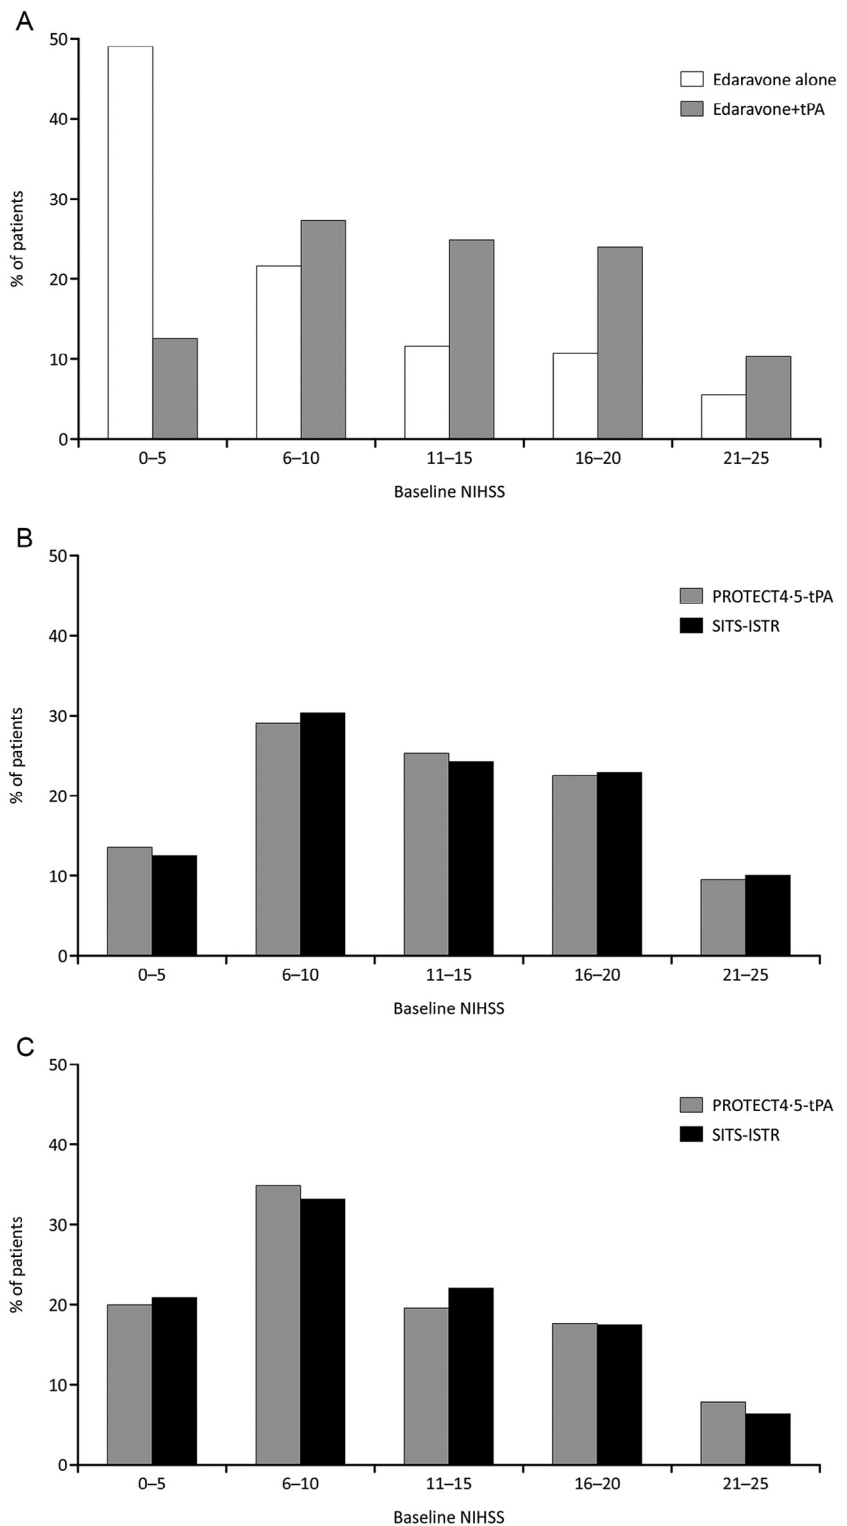 A
50
40
30
20
10
0
% of patients
Edaravone alone
Edaravone+tPA
0–5 6–10 11–15 16–20 21–25
Baseline NIHSS
B
50
40
30
20
10
0
% of patients
PROTECT4·5-tPA
SITS-ISTR
0–5 6–10 11–15 16–20 21–25
Baseline NIHSS
C
50
40
30
20
10
0
% of patients
PROTECT4·5-tPA
SITS-ISTR
0–5 6–10 11–15 16–20 21–25
Baseline NIHSS